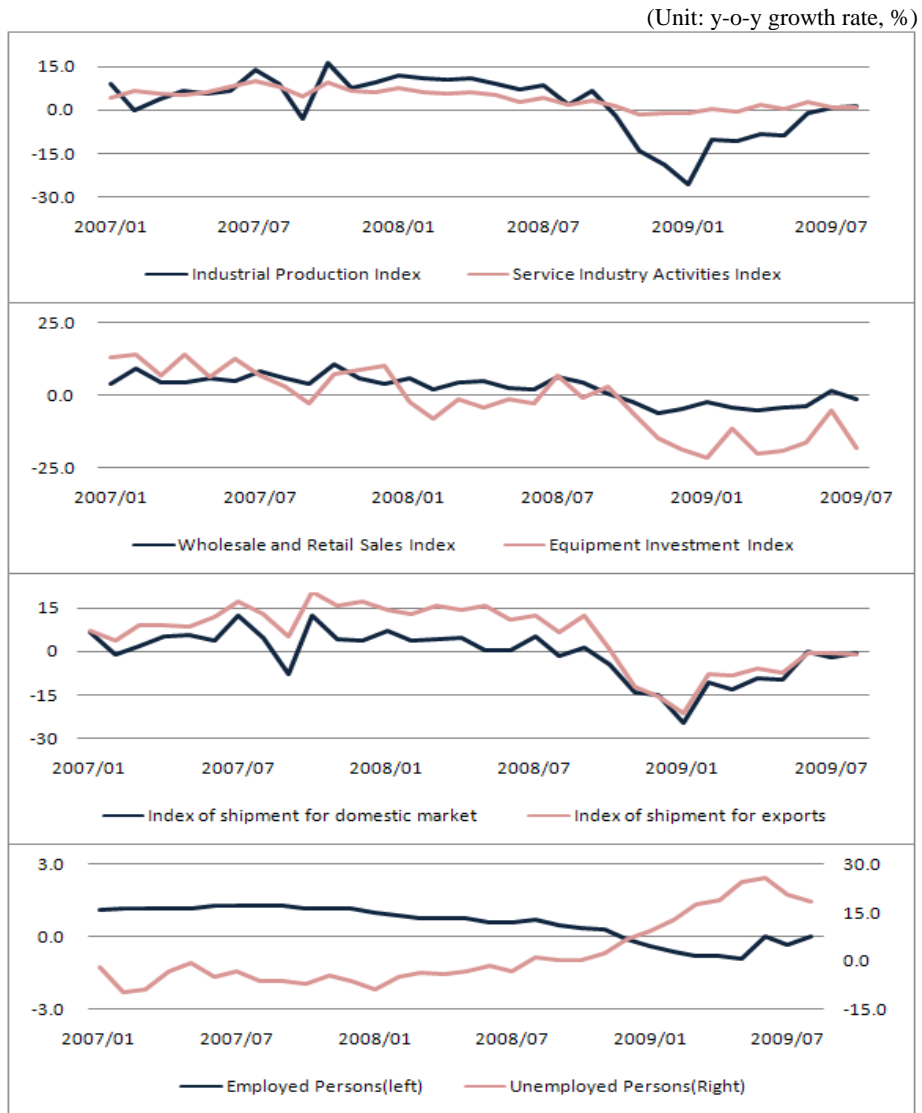 (Unit: y-o-y growth rate, %)
15.0
0.0
-15.0
-30.0
2007/01 2007/07 2008/01 2008/07 2009/01 2009/07
Industrial Production Index Service Industry Activities Index
25.0
0.0
-25.0
2007/01 2007/07 2008/01 2008/07 2009/01 2009/07
Wholesale and Retail Sales Index Equipment Investment Index
15
0
-15
-30
2007/01 2007/07 2008/01 2008/07 2009/01 2009/07
Index of shipment for domestic market Index of shipment for exports
3.0 30.0
15.0
0.0
0.0
-3.0 -15.0
2007/01 2007/07 2008/01 2008/07 2009/01 2009/07
Employed Persons(left) Unemployed Persons(Right)